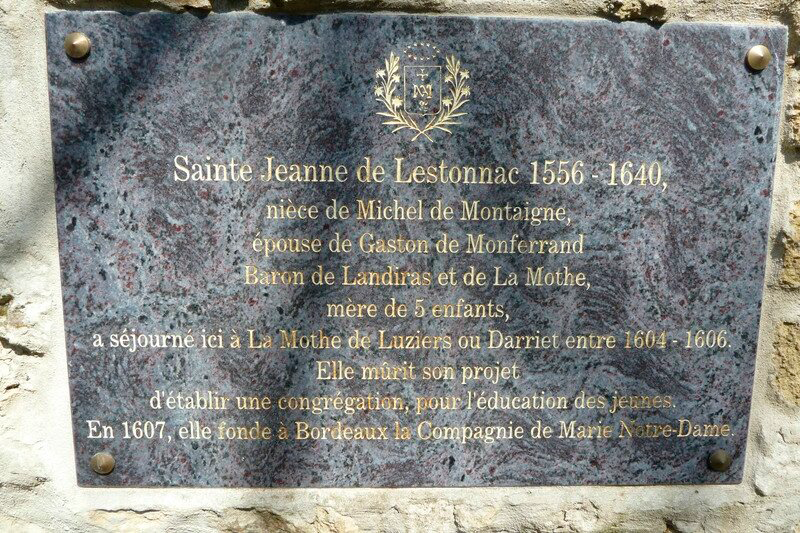 Sainte Jeanne de Lestonnac 1556 - 1640,
nièce de Michel de Montaigne,
épouse de Gaston de Monferrand
Baron de Landiras et de La Mothe,
mère de 5 enfants,
a séjourné ici à La Mothe de Luziers ou Darriet entre 1604 - 1606.
Elle mûrit son projet
d'établir une congrégation, pour l'éducation des jeunes.
En 1607, elle fonde à Bordeaux la Compagnie de Marie Notre-Dame.